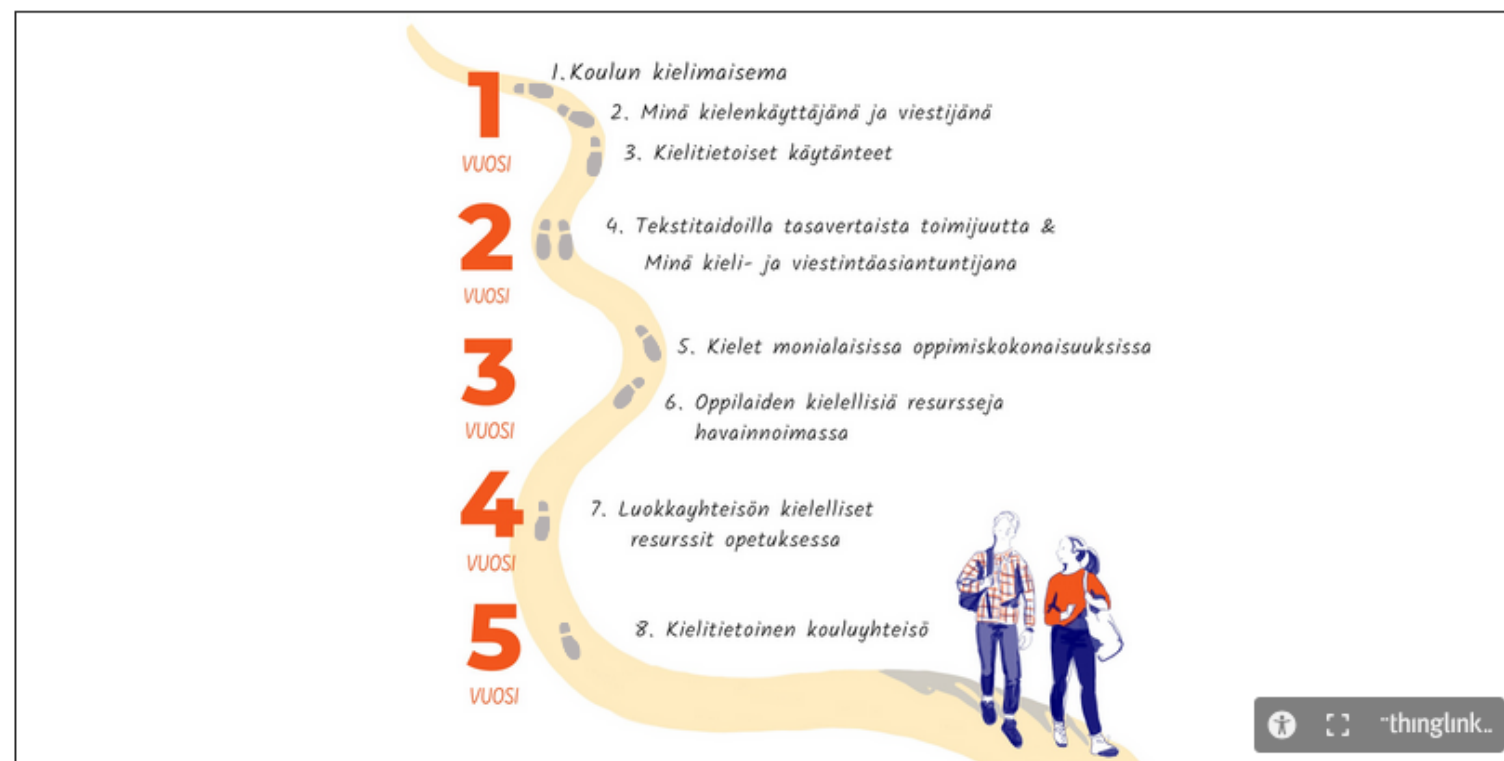 1
VUOSI
1. Koulun kielimaisema
2. Minä kielenkäyttäjänä ja viestijänä
3. Kielitietoiset käytänteet
2
VUOSI
4. Tekstitaidoilla tasavertaista toimijuutta &
Minä kieli- ja viestintäasiantuntijana
3
VUOSI
5. Kielet monialaisissa oppimiskokonaisuuksissa
6. Oppilaiden kielellisiä resursseja
havainnoimassa
4
VUOSI
7. Luokkayhteisön kielelliset
resurssit opetuksessa
5
VUOSI
8. Kielitietoinen kouluyhteisö
thinglink..